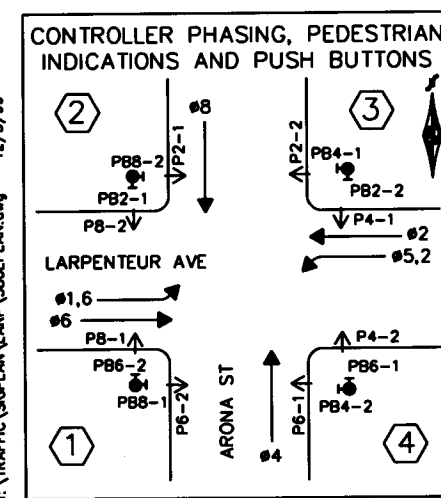 CONTROLLER PHASING, PEDESTRIAN
INDICATIONS AND PUSH BUTTONS
2
ø8
P2-1
P2-2
3
PB8-2
PB4-1
PB2-1
PB2-2
P8-2
P4-1
ø2
LARPENTEUR AVE
ø5,2
ø1,6
ø6
P8-1
P4-2
PB6-2
PB6-1
PB8-1
P6-2
ARONA ST
P6-1
PB4-2
1
ø4
4